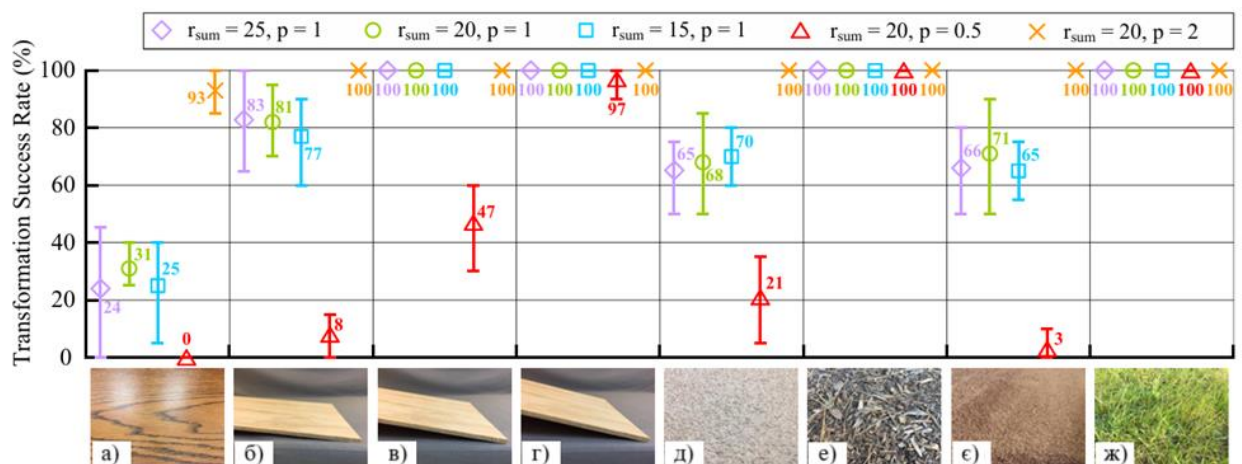 r_sum = 25, p = 1 r_sum = 20, p = 1 r_sum = 15, p = 1 r_sum = 20, p = 0.5 r_sum = 20, p = 2
Transformation Success Rate (%)
100
93 100 100 100 100 100 100 100 100 100 100 100 100 100 100 100 100 100 100 100 100 100
83 81 97
80
77 65 68 70 66 71 65
60
47
40
31 25 24 21
20
0 8 3
0
а) б) в) г) д) е) є) ж)